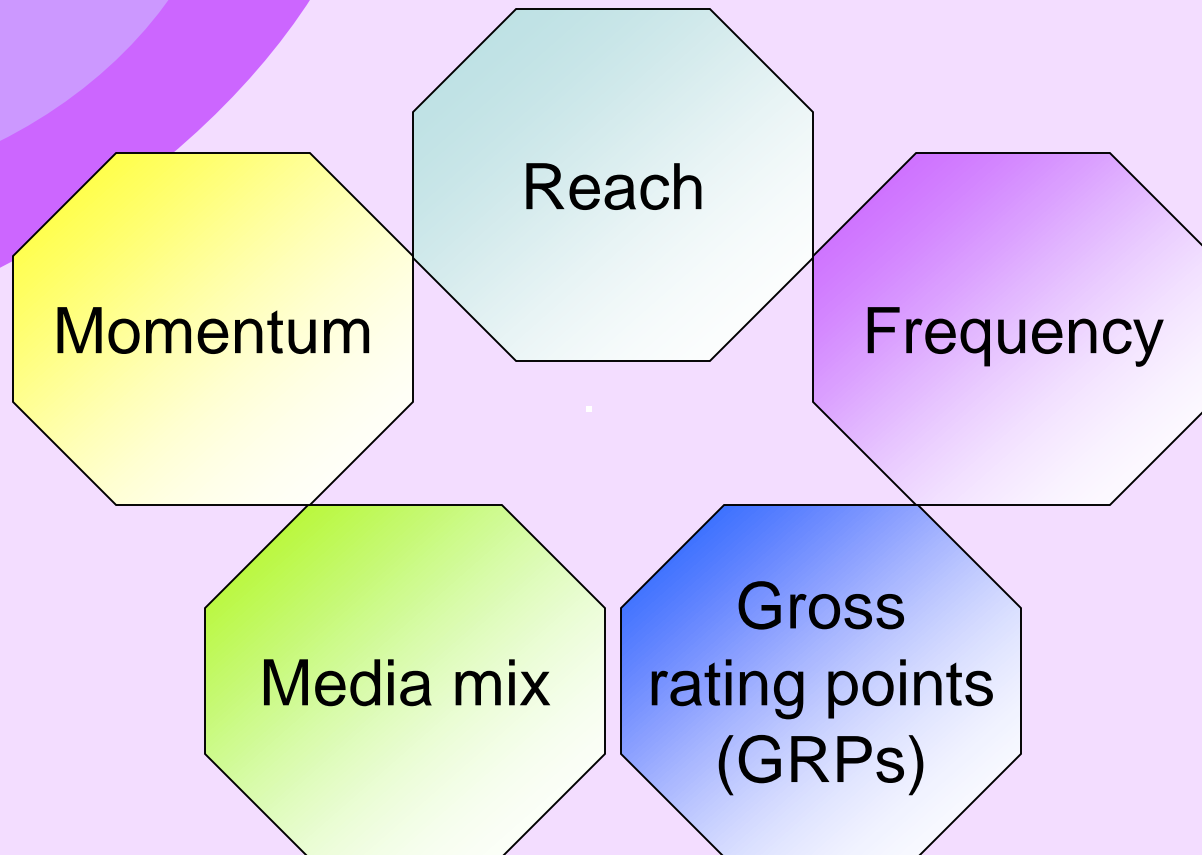 Reach
Momentum
Frequency
Media mix
Gross
rating points
(GRPs)